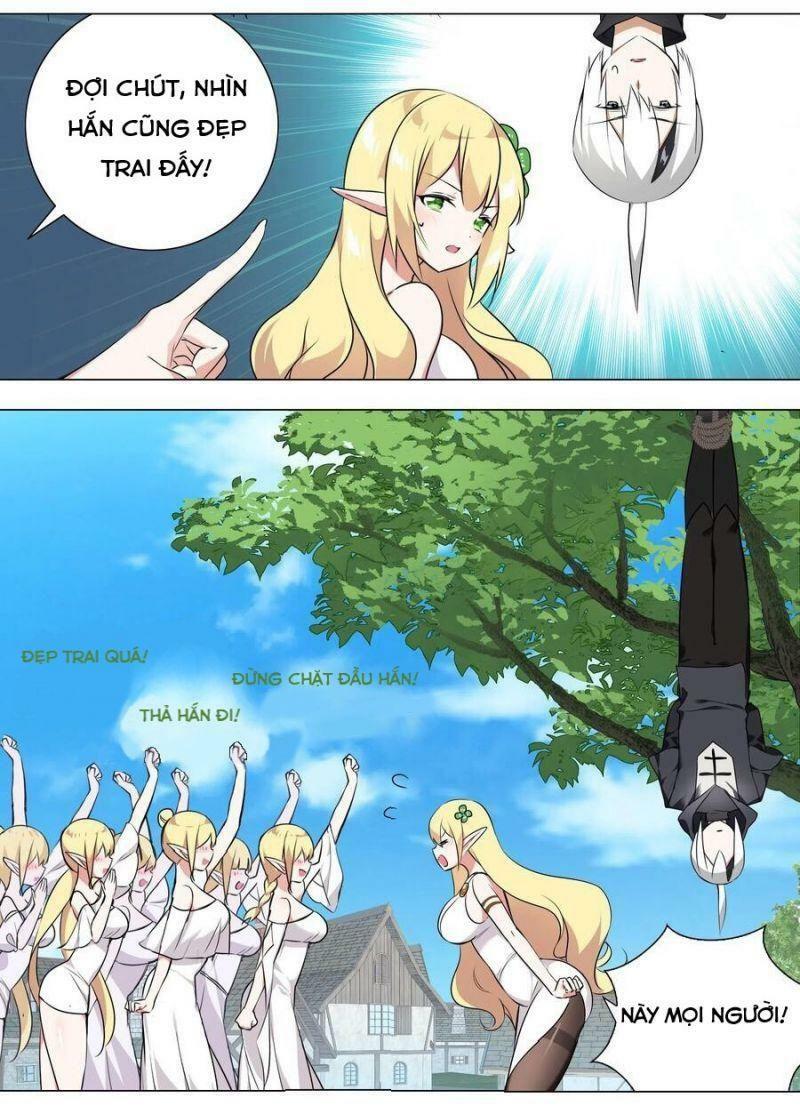 ĐỢI CHÚT, NHÌN
HẮN CŨNG ĐẸP
TRAI ĐẤY!
ĐẸP TRAI QUÁ!
ĐỪNG CHẶT ĐẦU HẮN!
THẢ HẮN ĐI!
NÀY MỌI NGƯỜI!